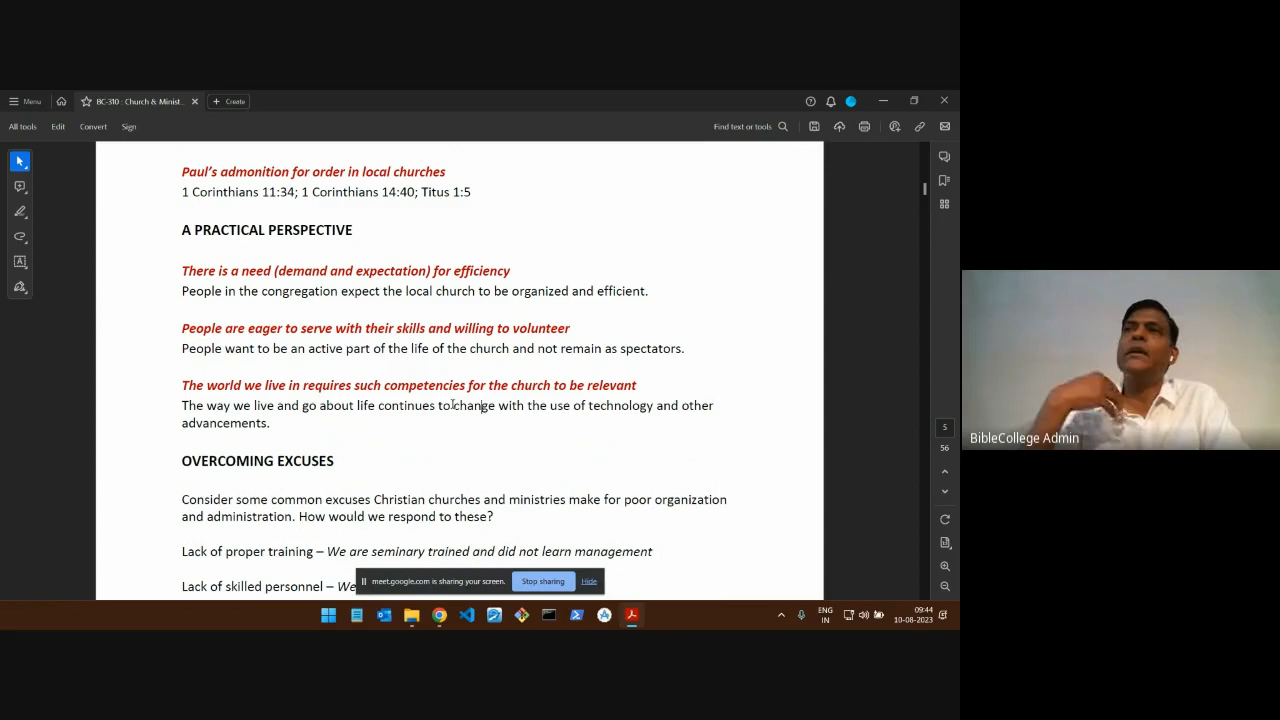 Menu
BC-310 : Church & Minist...
Create
All tools
Edit
Convert
Sign
Find text or tools
Paul's admonition for order in local churches
1 Corinthians 11:34; 1 Corinthians 14:40; Titus 1:5
A PRACTICAL PERSPECTIVE
There is a need (demand and expectation) for efficiency
People in the congregation expect the local church to be organized and efficient.
People are eager to serve with their skills and willing to volunteer
People want to be an active part of the life of the church and not remain as spectators.
The world we live in requires such competencies for the church to be relevant
The way we live and go about life continues to change with the use of technology and other
advancements.
OVERCOMING EXCUSES
Consider some common excuses Christian churches and ministries make for poor organization
and administration. How would we respond to these?
Lack of proper training – We are seminary trained and did not learn management
Lack of skilled personnel – We
5
56
meet.google.com is sharing your screen.
Stop sharing
Hide
BibleCollege Admin
ENG
IN
09:44
10-08-2023